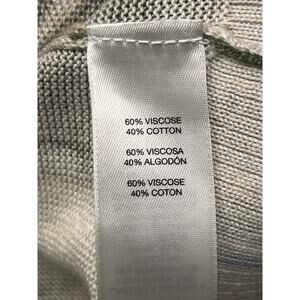 60% VISCOSE
40% COTTON
60% VISCOSA
40% ALGODÓN
60% VISCOSE
40% COTON